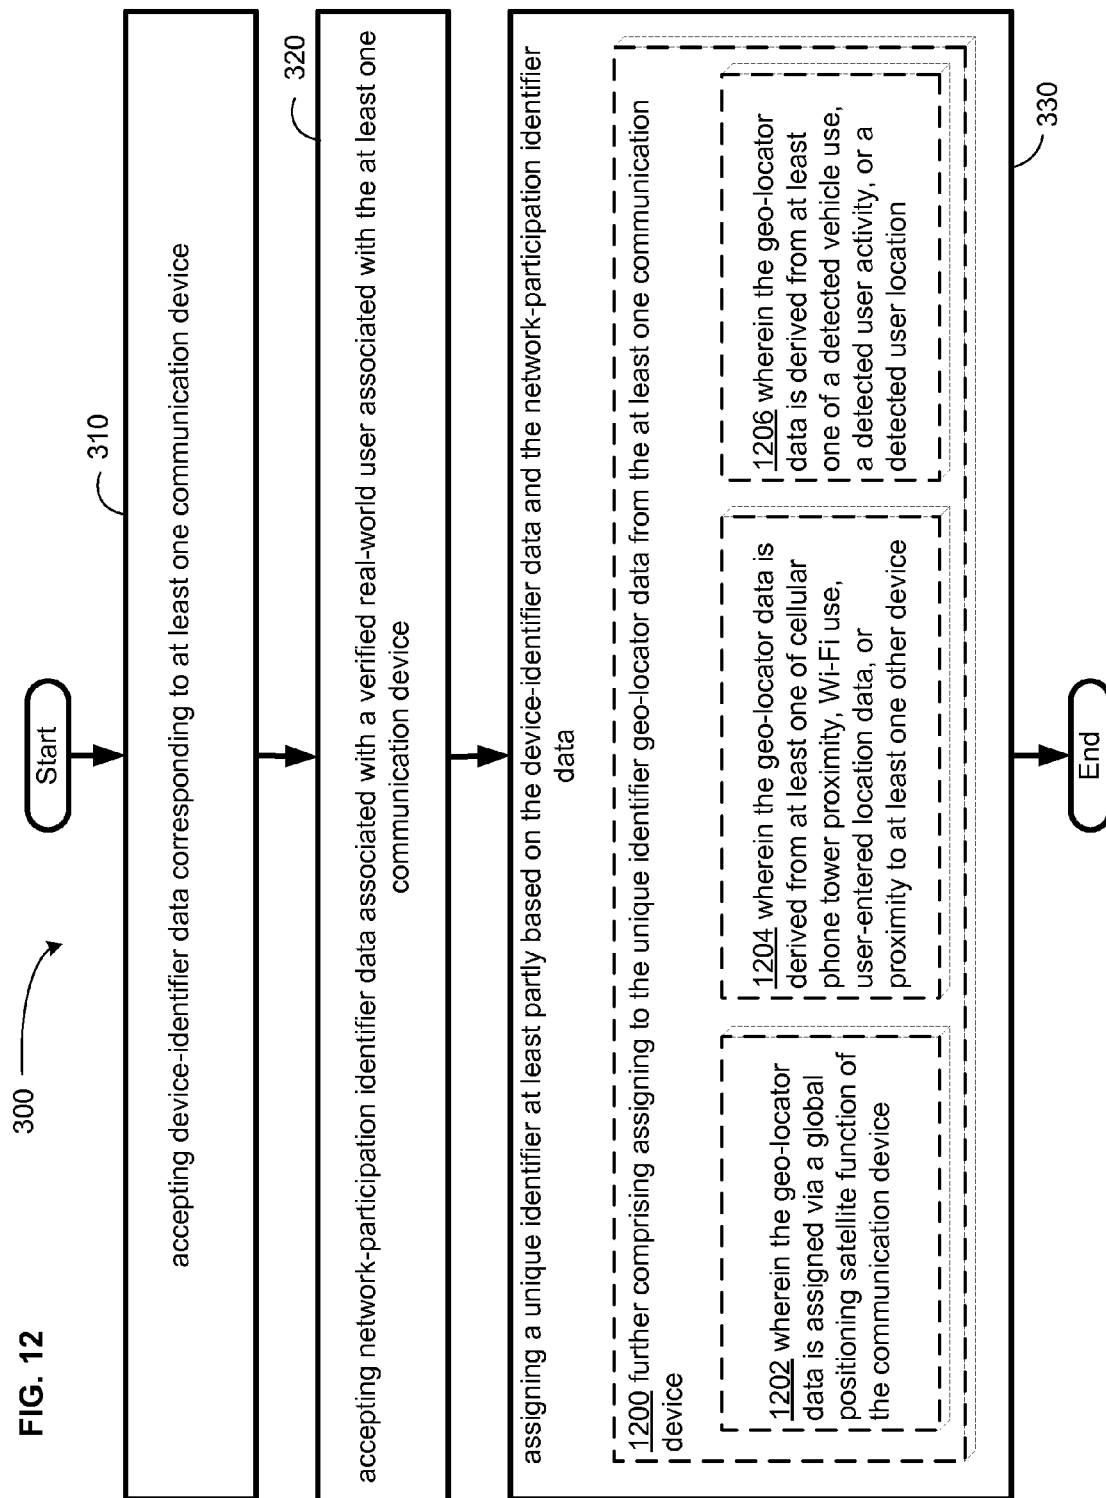 FIG. 12
300
Start
310
accepting device-identifier data corresponding to at least one communication device
320
accepting network-participation identifier data associated with a verified real-world user associated with the at least one
communication device
assigning a unique identifier at least partly based on the device-identifier data and the network-participation identifier
data
1200 further comprising assigning to the unique identifier geo-locator data from the at least one communication
device
1202 wherein the geo-locator
data is assigned via a global
positioning satellite function of
the communication device
1204 wherein the geo-locator data is
derived from at least one of cellular
phone tower proximity, Wi-Fi use,
user-entered location data, or
proximity to at least one other device
1206 wherein the geo-locator
data is derived from at least
one of a detected vehicle use,
a detected user activity, or a
detected user location
330
End